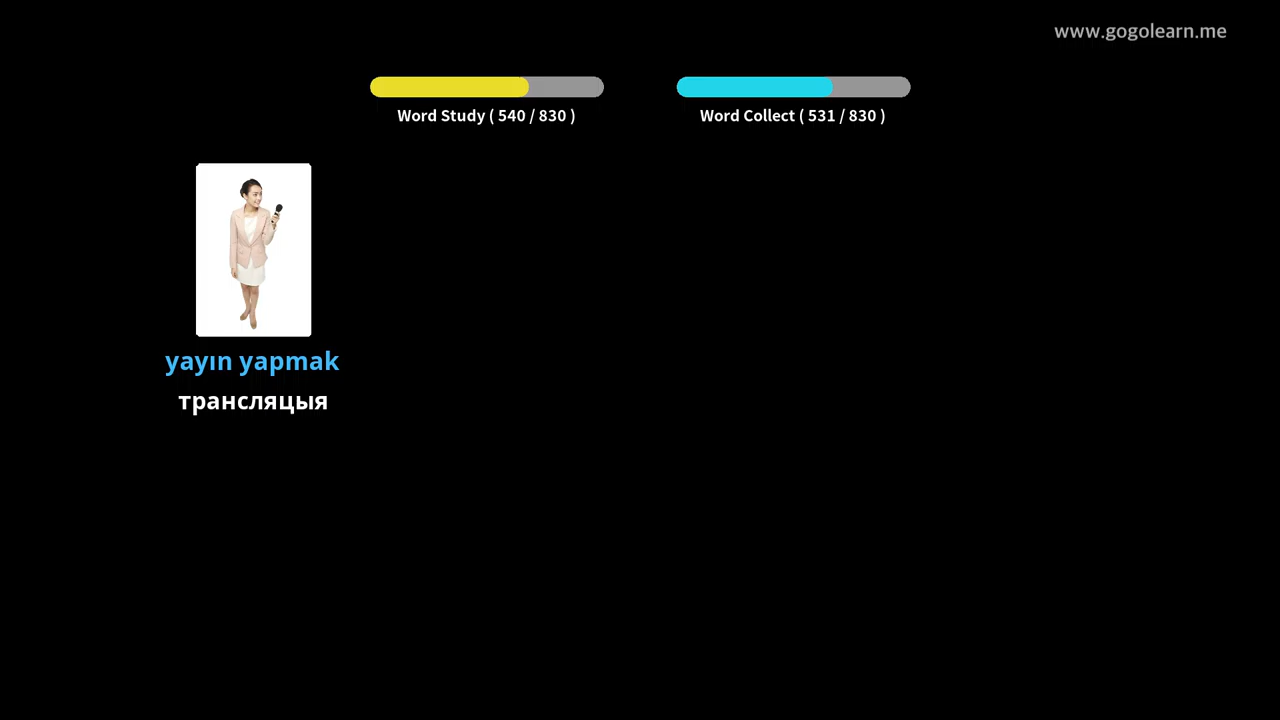 www.gogolearn.me
Word Study ( 540 / 830 )
Word Collect ( 531 / 830 )
yayın yapmak
трансляцыя